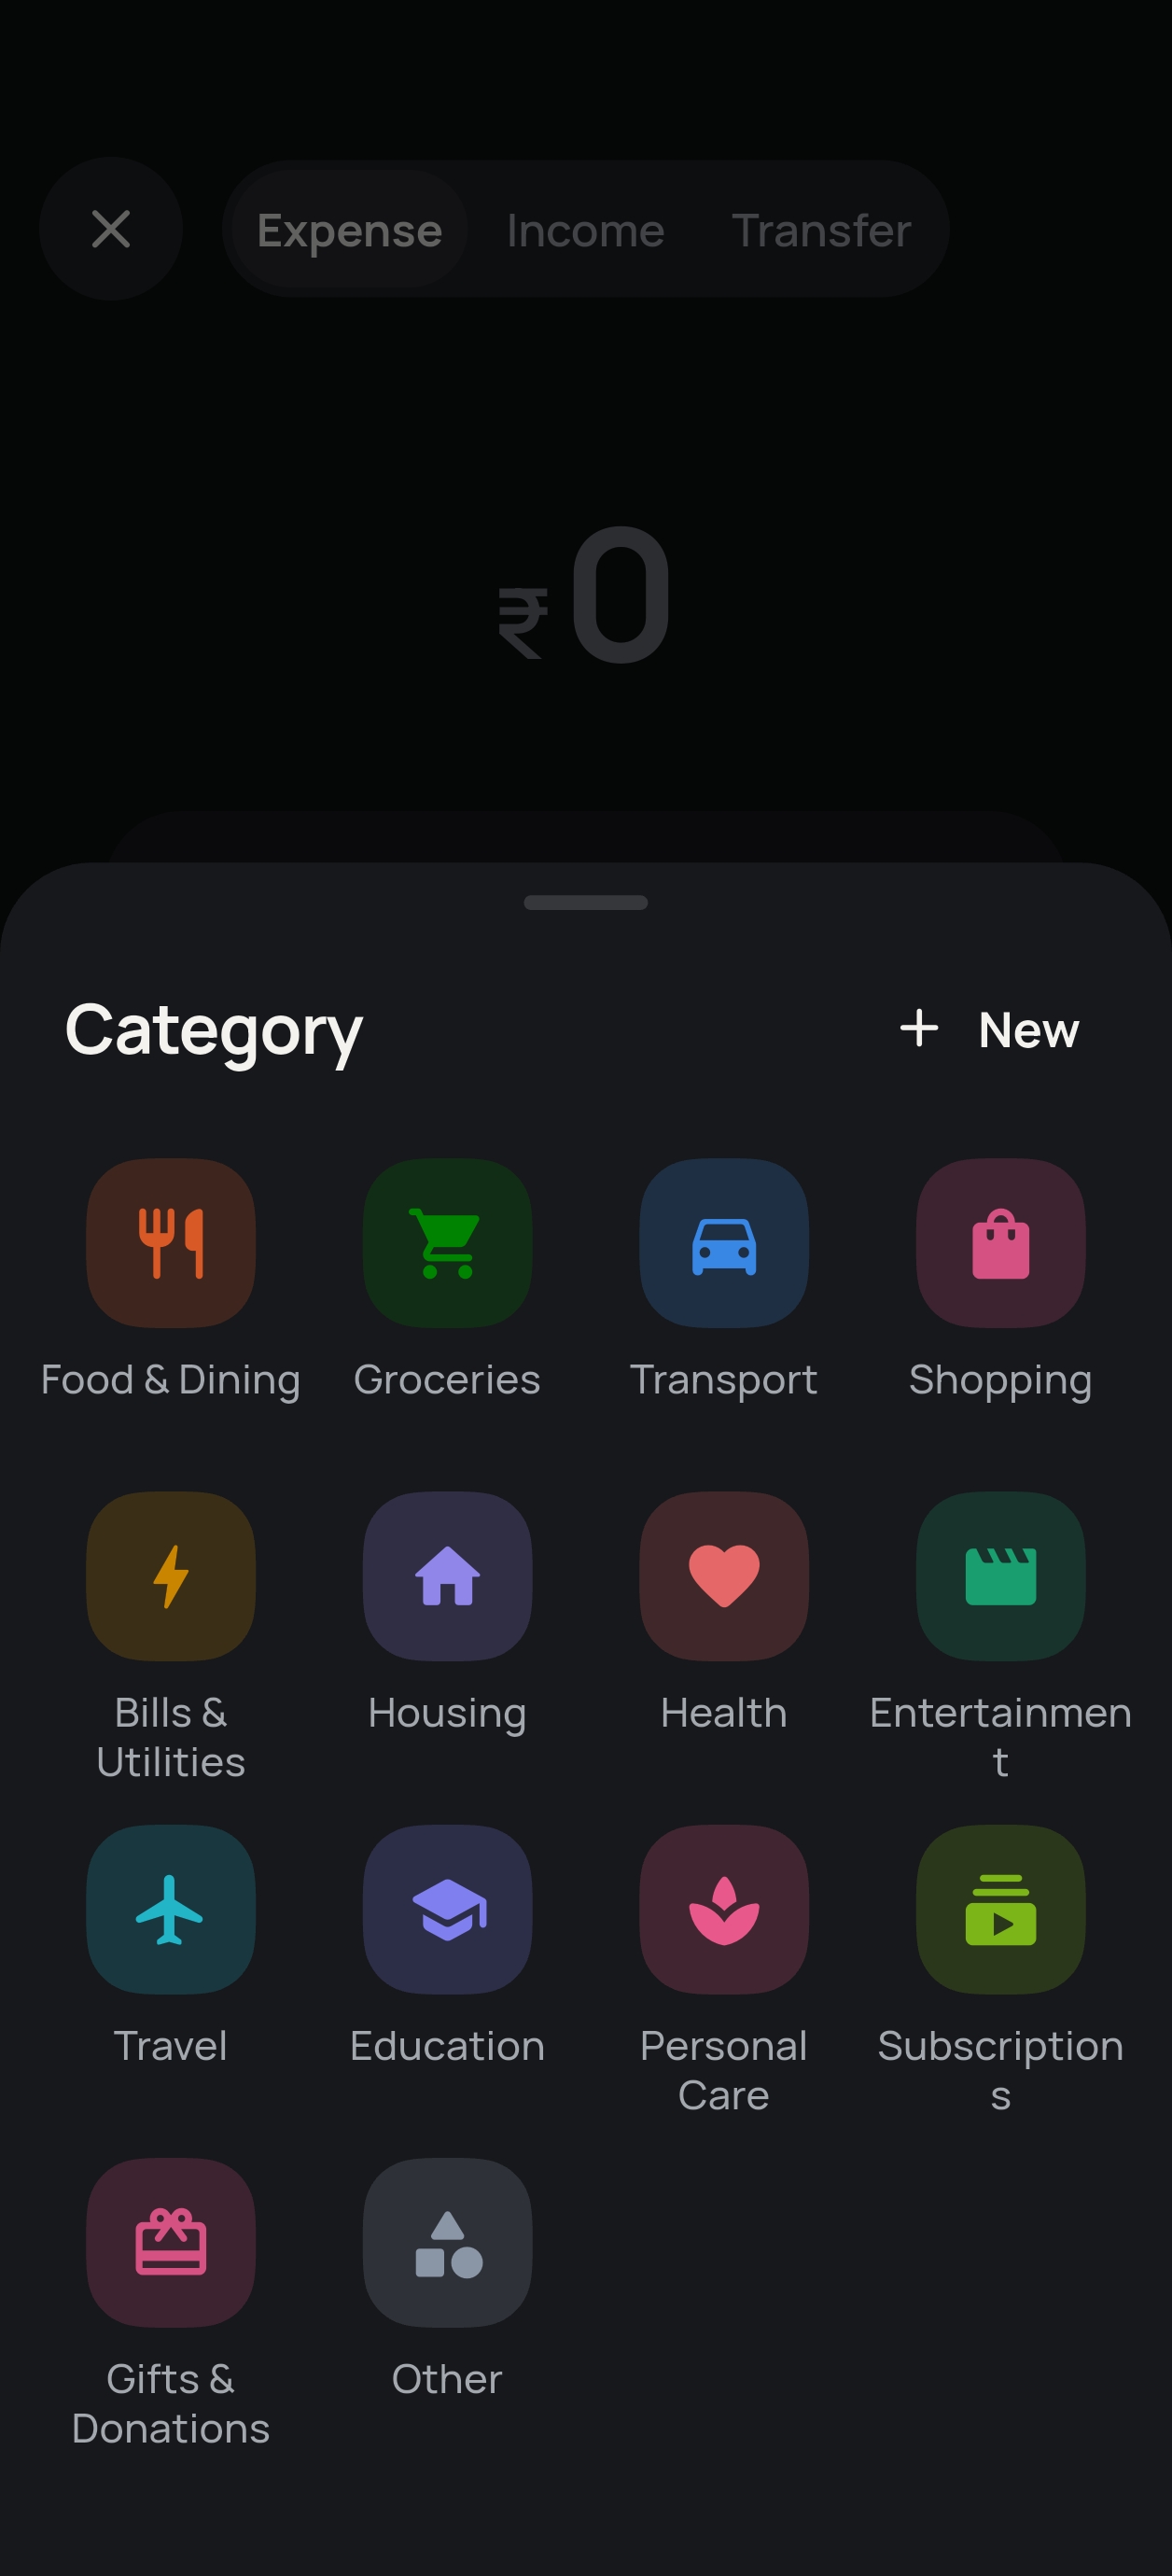 Expense Income Transfer
₹0
Category
+ New
Food & Dining
Groceries
Transport
Shopping
Bills &
Utilities
Housing
Health
Entertainmen
t
Travel
Education
Personal
Care
Subscription
s
Gifts &
Donations
Other